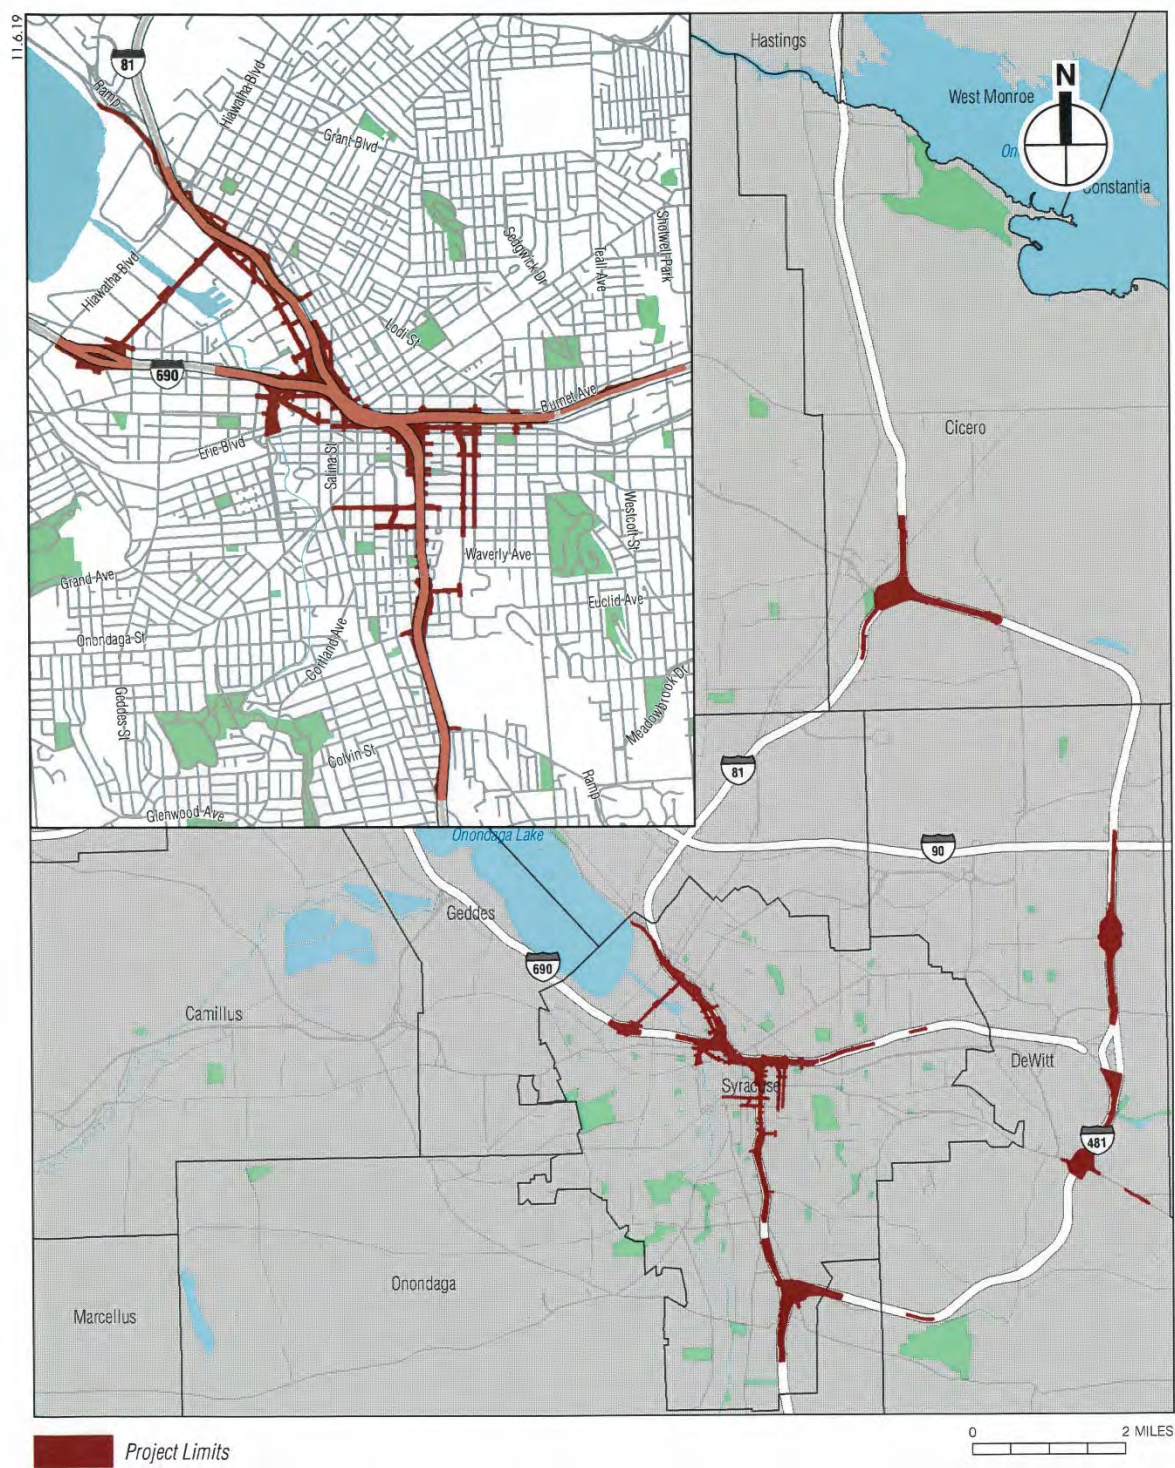 11.6.19
Hastings
81
Hiawatha-Blvd
Ramp
N
West Monroe
Grant-Blvd
On
Constantia
Shotwell-Park
Sedgwick Dr
Teall-Ave
Hiawatha-Blvd
Lodi-St
690
Burnet Ave
Cicero
Erie-Blvd
Salina-St
Westcott-St
Waverly Ave
Grand-Ave
Euclid-Ave
Onondaga-St
Cortland Ave
Geddes-St
Meadowbrook Dr
Colvin-St
Ramp
81
Glenwood-Ave
Onondaga Lake
90
Geddes
690
Camillus
DeWitt
Syracuse
481
Onondaga
Marcellus
0 2 MILES
Project Limits